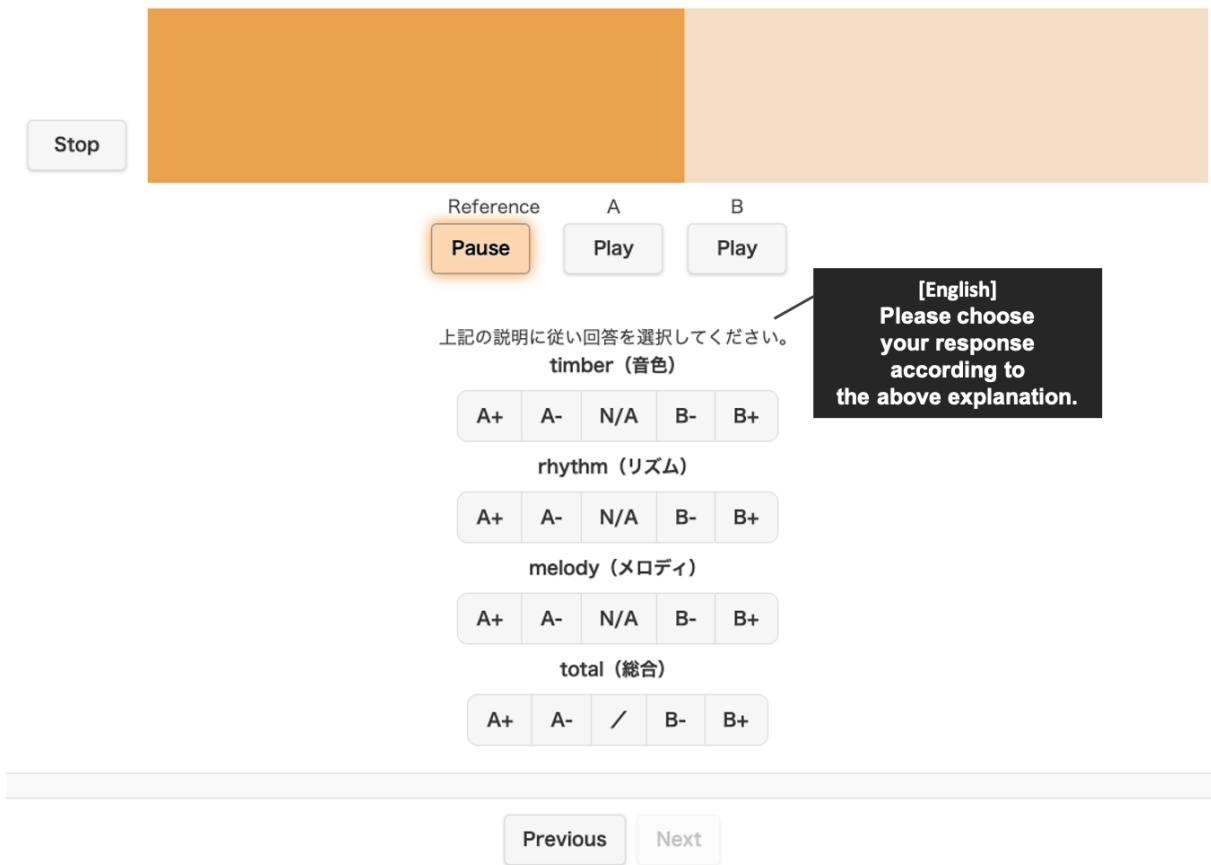 Stop
Reference A B
Pause Play Play
[English]
Please choose
your response
according to
the above explanation.
上記の説明に従い回答を選択してください。
timber（音色）
A+ A- N/A B- B+
rhythm（リズム）
A+ A- N/A B- B+
melody（メロディ）
A+ A- N/A B- B+
total（総合）
A+ A- ／ B- B+
Previous Next